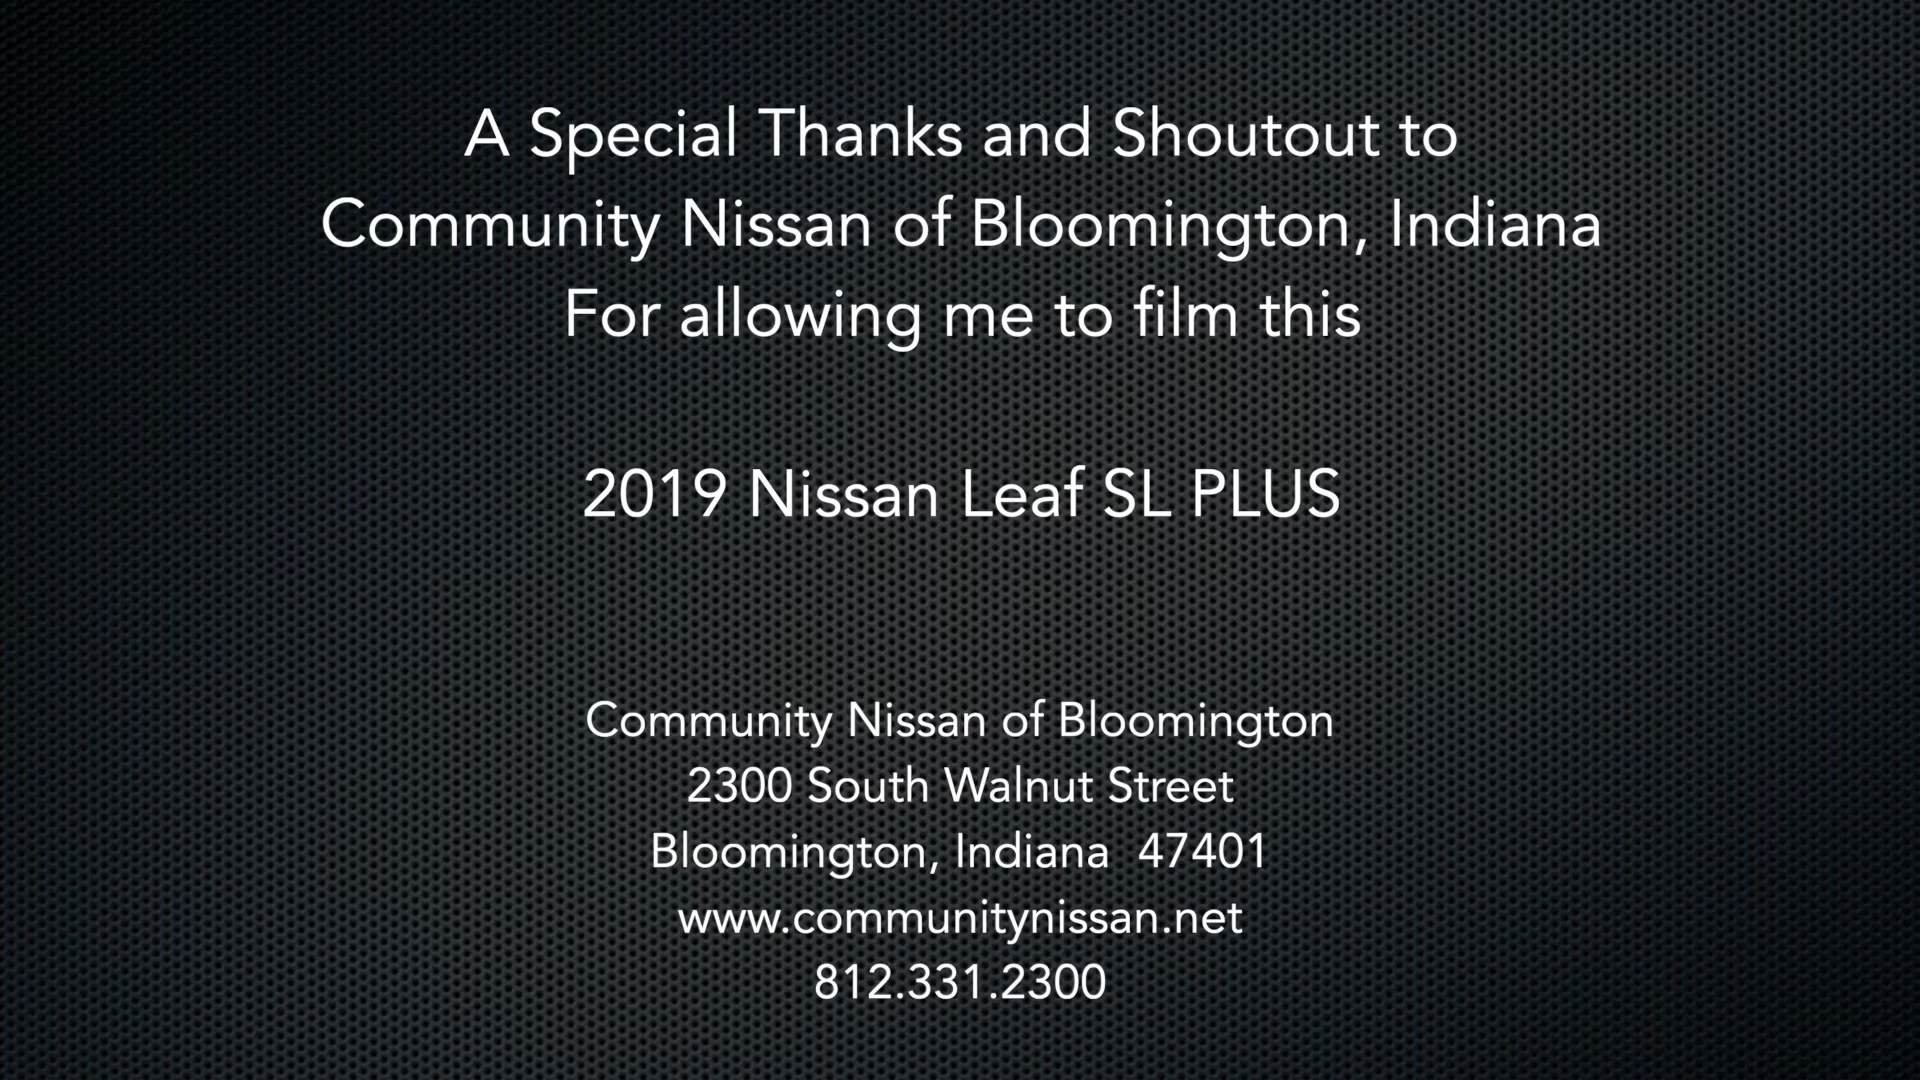 A Special Thanks and Shoutout to
Community Nissan of Bloomington, Indiana
For allowing me to film this
2019 Nissan Leaf SL PLUS
Community Nissan of Bloomington
2300 South Walnut Street
Bloomington, Indiana  47401
www.communitynissan.net
812.331.2300